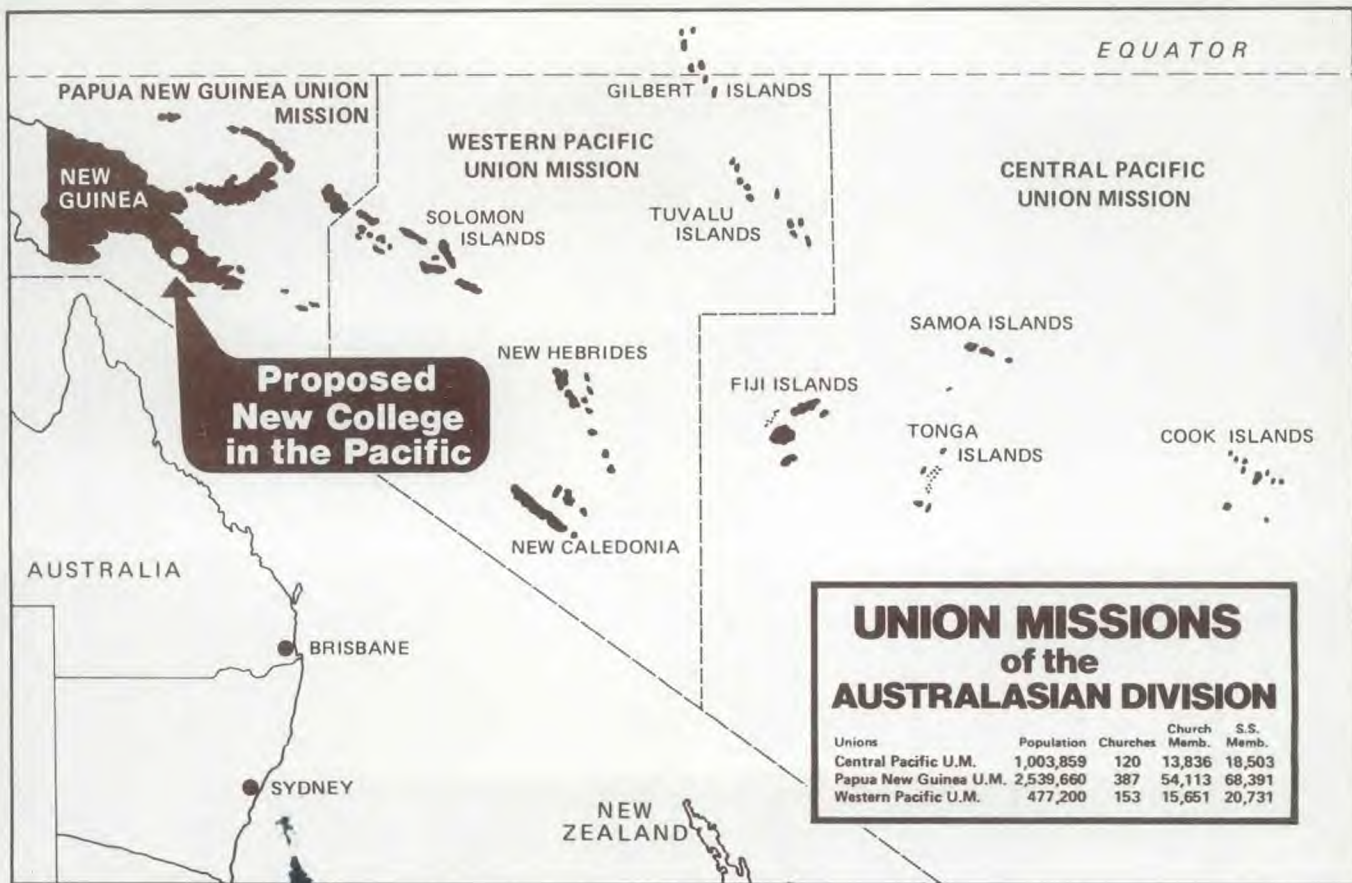 EQUATOR
PAPUA NEW GUINEA UNION
MISSION
GILBERT ISLANDS
WESTERN PACIFIC
UNION MISSION
CENTRAL PACIFIC
UNION MISSION
NEW
GUINEA
SOLOMON
ISLANDS
TUVALU
ISLANDS
SAMOA ISLANDS
NEW HEBRIDES
FIJI ISLANDS
Proposed
New College
in the Pacific
TONGA
ISLANDS
COOK ISLANDS
NEW CALEDONIA
AUSTRALIA
BRISBANE
SYDNEY
NEW
ZEALAND
UNION MISSIONS
of the
AUSTRALASIAN DIVISION
Church S.S.
Unions Population Churches Memb. Memb.
Central Pacific U.M. 1,003,859 120 13,836 18,503
Papua New Guinea U.M. 2,539,660 387 54,113 68,391
Western Pacific U.M. 477,200 153 15,651 20,731